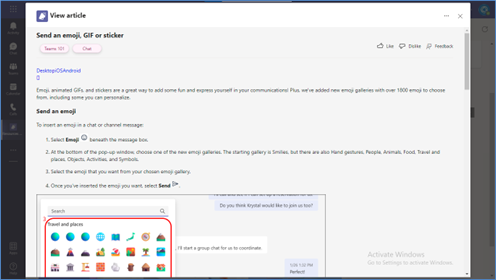 View article
Send an emoji, GIF or sticker
Teams 101
Chat
Like
Dislike
Feedback
Desktop|iOS|Android
Emoji, animated GIFs, and stickers are a great way to add some fun and express yourself in your communications! Plus, we've added new emoji galleries with over 1800 emoji to choose
from, including some you can personalize.
Send an emoji
To insert an emoji in a chat or channel message:
1. Select Emoji beneath the message box.
2. At the bottom of the pop-up window, choose one of the new emoji galleries. The starting gallery is Smilies, but there are also Hand gestures, People, Animals, Food, Travel and
places, Objects, Activities, and Symbols.
3. Select the emoji that you want from your chosen emoji gallery.
4. Once you've inserted the emoji you want, select Send
Do you think Krystal would like to join us too?
Search
Travel and places
I'll start a group chat for us to coordinate.
Perfect!
Activate Windows
Go to Settings to activate Windows.